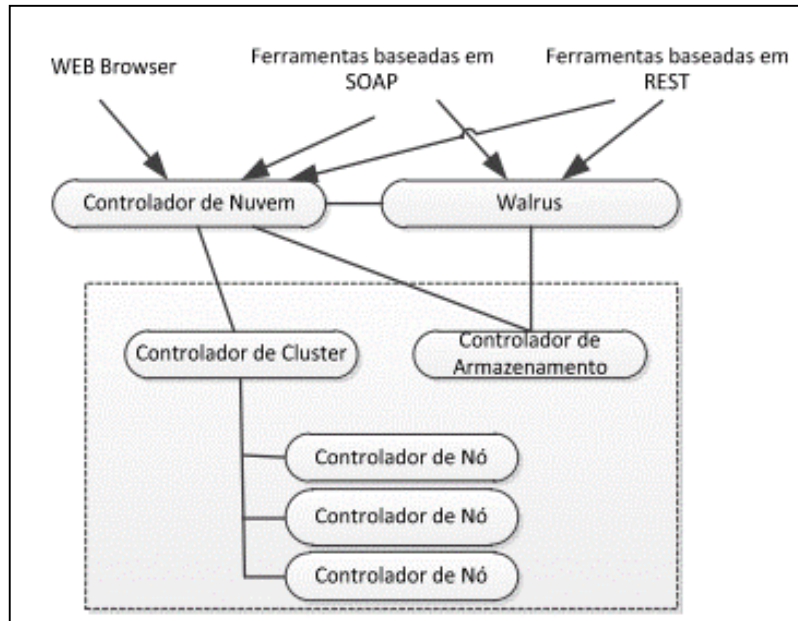 WEB Browser
Ferramentas baseadas em
SOAP
Ferramentas baseadas em
REST
Controlador de Nuvem
Walrus
Controlador de Cluster
Controlador de
Armazenamento
Controlador de Nó
Controlador de Nó
Controlador de Nó